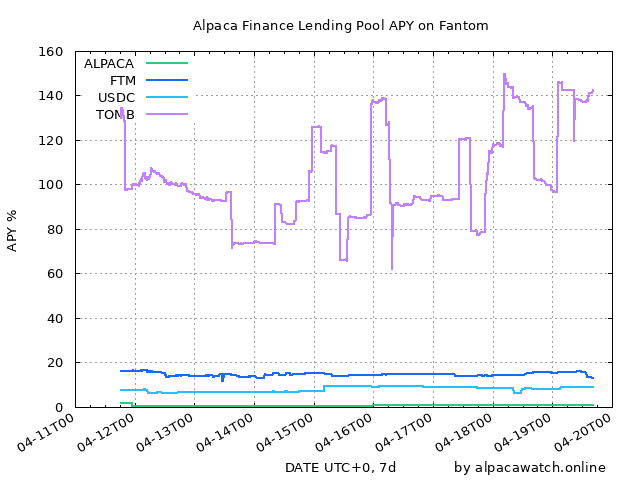 Alpaca Finance Lending Pool APY on Fantom
160
140
120
100
80
60
40
20
0
APY %
ALPACA
FTM
USDC
TOMB
04-11T00
04-12T00
04-13T00
04-14T00
04-15T00
04-16T00
04-17T00
04-18T00
04-19T00
04-20T00
DATE UTC+0, 7d
by alpacawatch.online